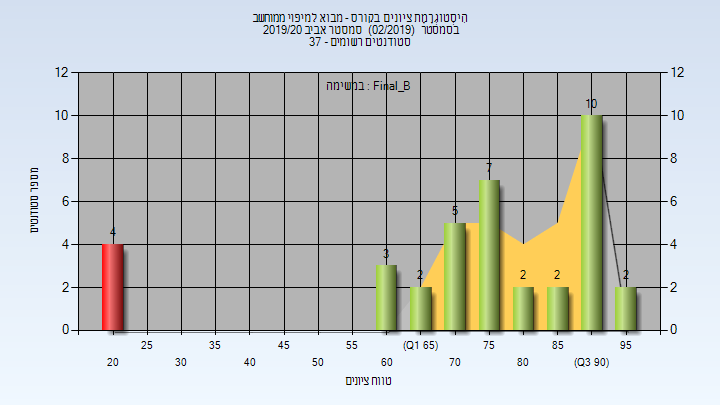 היסטוגרמת ציונים בקורס - מבוא למיפוי ממוחשב
בסמסטר (02/2019) סמסטר אביב 2019/20
סטודנטים רשומים - 37
במשימה : Final_B
מספר סטודנטים
12 12
10 10
8 8
6 6
4 4
2 2
0 0
4 3 2 5 7 2 2 10 2
25 35 45 55 (Q1 65) 75 85 95
20 30 40 50 60 70 80 (Q3 90)
טווח ציונים